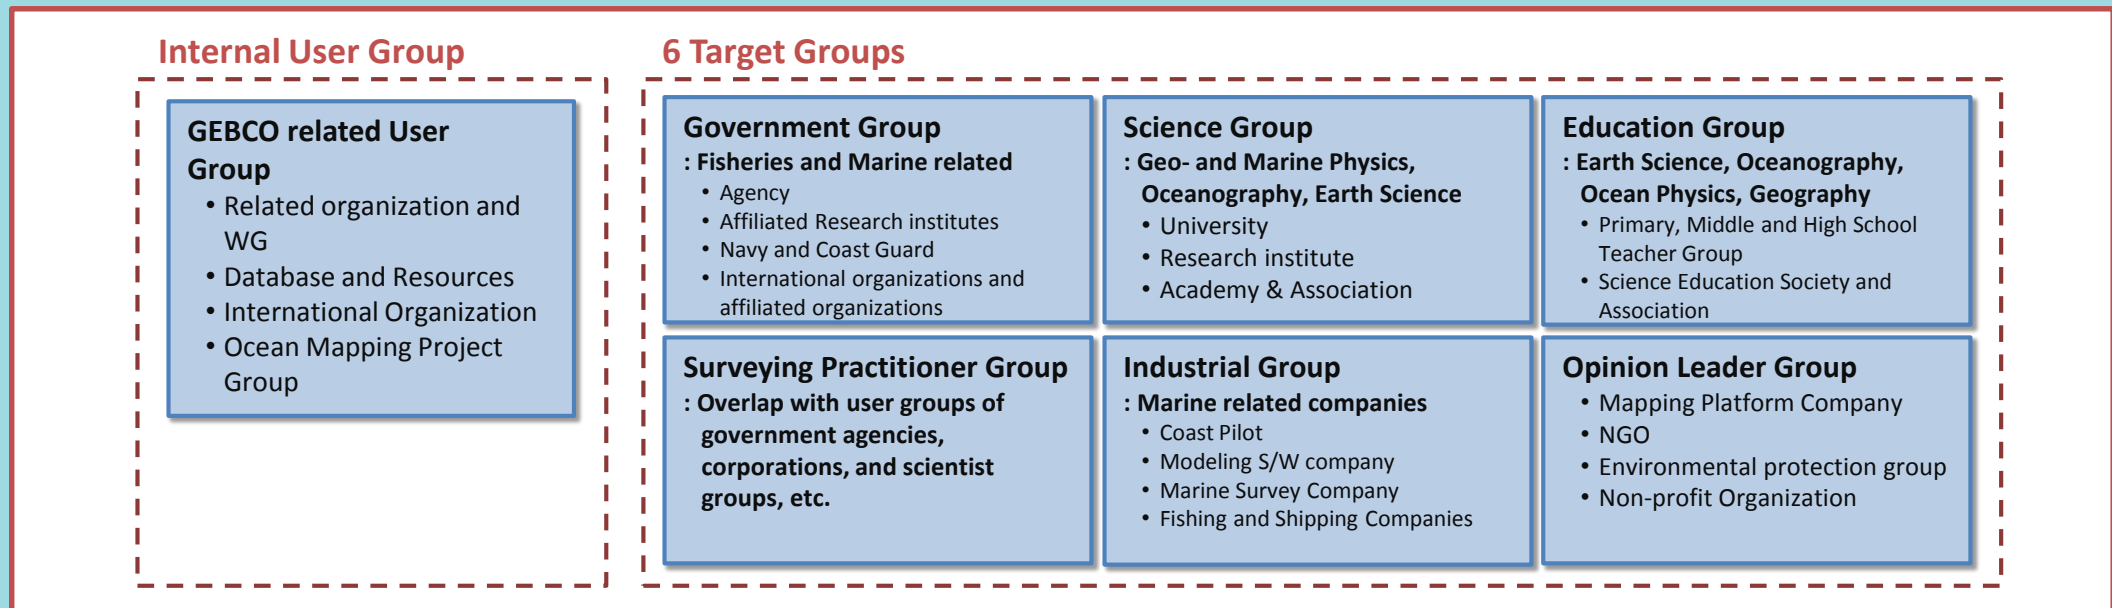 Internal User Group
GEBCO related User
Group
• Related organization and
WG
• Database and Resources
• International Organization
• Ocean Mapping Project
Group
6 Target Groups
Government Group
: Fisheries and Marine related
• Agency
• Affiliated Research institutes
• Navy and Coast Guard
• International organizations and
affiliated organizations
Science Group
: Geo- and Marine Physics,
Oceanography, Earth Science
• University
• Research institute
• Academy & Association
Education Group
: Earth Science, Oceanography,
Ocean Physics, Geography
• Primary, Middle and High School
Teacher Group
• Science Education Society and
Association
Surveying Practitioner Group
: Overlap with user groups of
government agencies,
corporations, and scientist
groups, etc.
Industrial Group
: Marine related companies
• Coast Pilot
• Modeling S/W company
• Marine Survey Company
• Fishing and Shipping Companies
Opinion Leader Group
• Mapping Platform Company
• NGO
• Environmental protection group
• Non-profit Organization